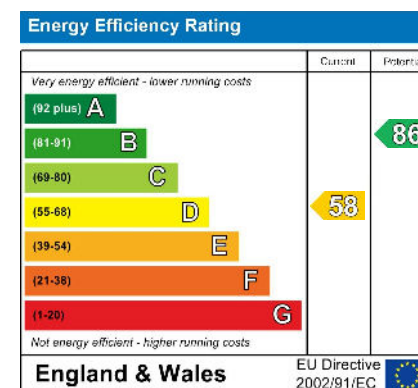 Energy Efficiency Rating
Current Potenti
Very energy efficient - lower running costs
(92 plus) A
(81-91) B
86
(69-80) C
(55-68) D
58
(39-54) E
(21-38) F
(1-20) G
Not energy efficient - higher running costs
England & Wales
EU Directive
2002/91/EC